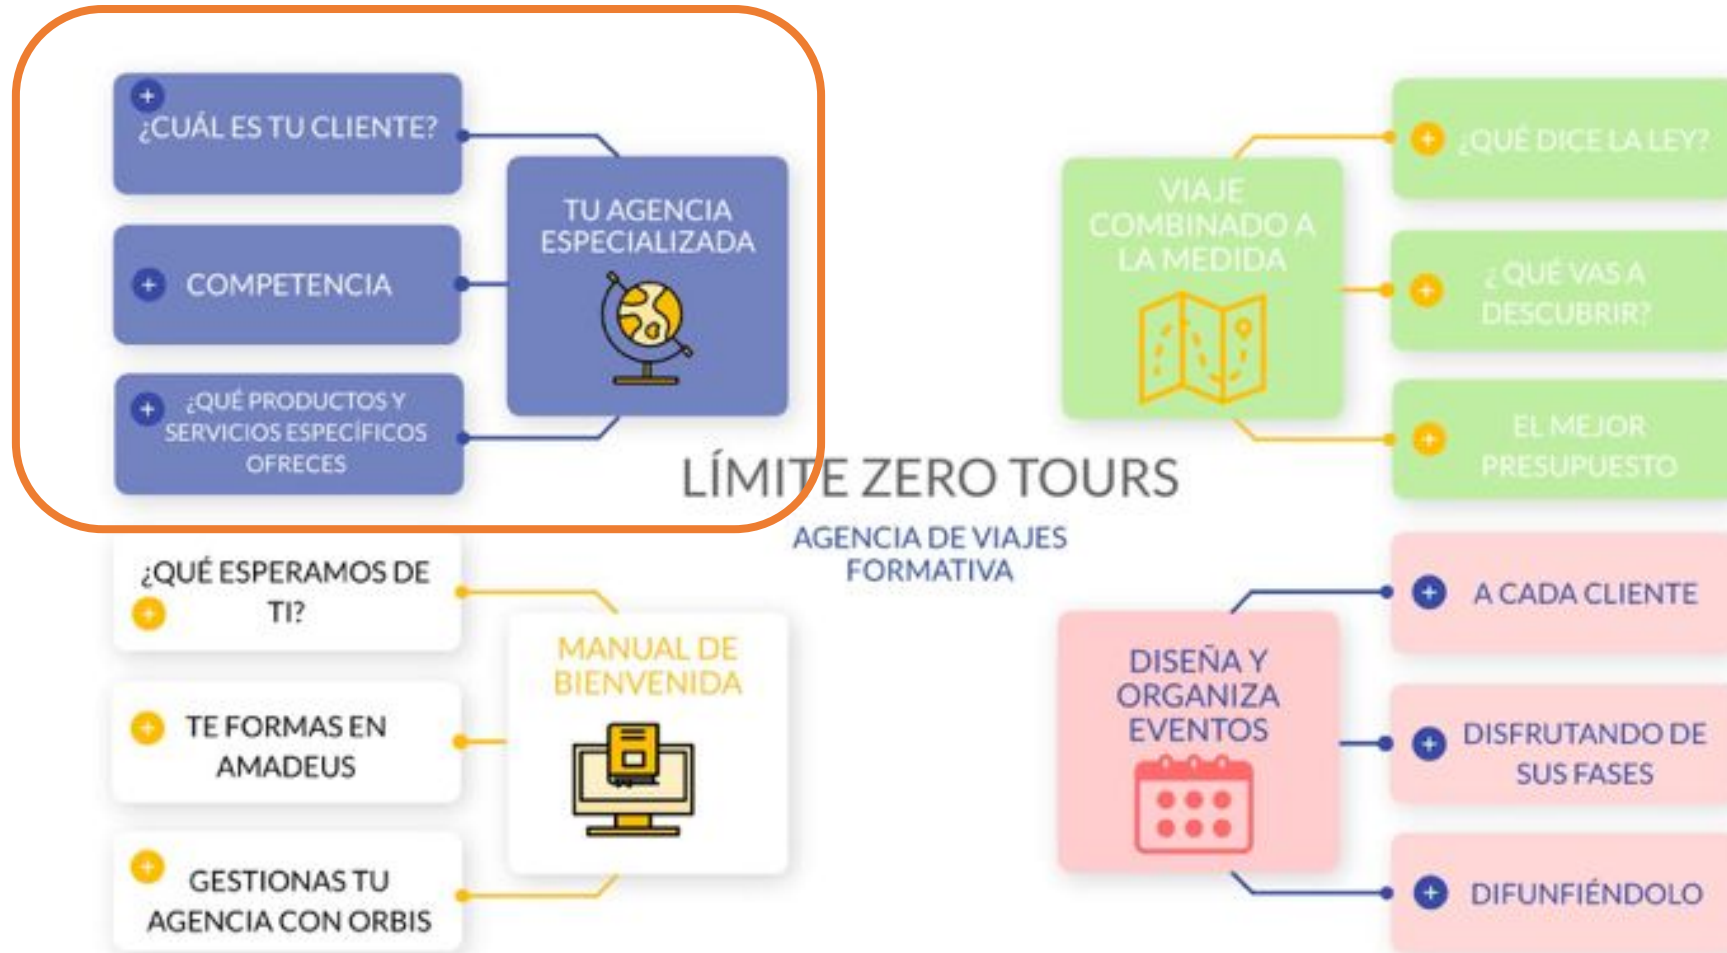 ¿CUÁL ES TU CLIENTE?
COMPETENCIA
¿QUÉ PRODUCTOS Y
SERVICIOS ESPECÍFICOS
OFRECES
TU AGENCIA
ESPECIALIZADA
VIAJE
COMBINADO A
LA MEDIDA
¿QUÉ DICE LA LEY?
¿QUÉ VAS A
DESCUBRIR?
EL MEJOR
PRESUPUESTO
LÍMITE ZERO TOURS
AGENCIA DE VIAJES
FORMATIVA
¿QUÉ ESPERAMOS DE
TI?
TE FORMAS EN
AMADEUS
GESTIONAS TU
AGENCIA CON ORBIS
MANUAL DE
BIENVENIDA
DISEÑA Y
ORGANIZA
EVENTOS
A CADA CLIENTE
DISFRUTANDO DE
SUS FASES
DIFUNFIÉNDOLO